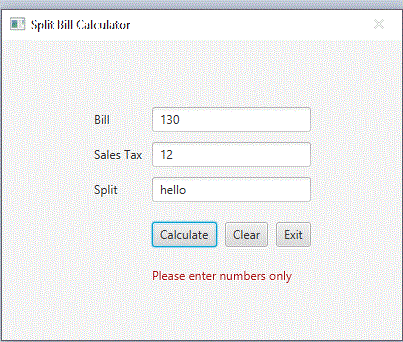 Split Bill Calculator
Bill 130
Sales Tax 12
Split hello
Calculate Clear Exit
Please enter numbers only